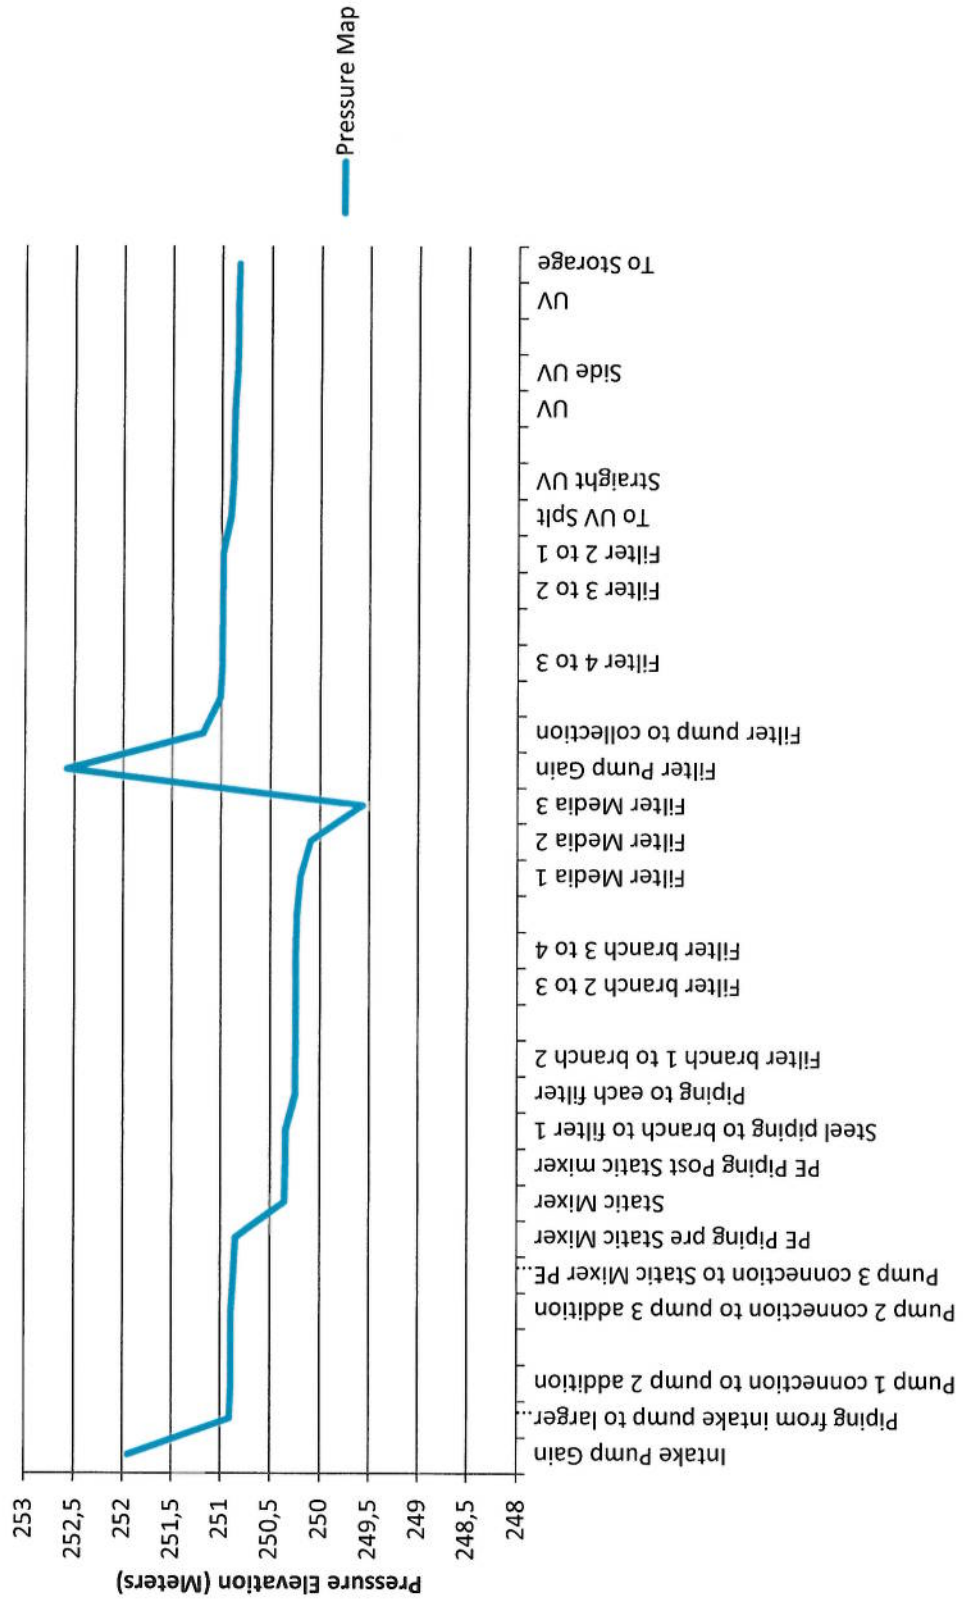 Pressure Elevation (Meters)
253
252,5
252
251,5
251
250,5
250
249,5
249
248,5
248
Intake Pump Gain
Piping from intake pump to larger...
Pump 1 connection to pump 2 addition
Pump 2 connection to pump 3 addition
Pump 3 connection to Static Mixer PE...
PE Piping pre Static Mixer
Static Mixer
PE Piping Post Static mixer
Steel piping to branch to filter 1
Piping to each filter
Filter branch 1 to branch 2
Filter branch 2 to 3
Filter branch 3 to 4
Filter Media 1
Filter Media 2
Filter Media 3
Filter Pump Gain
Filter pump to collection
Filter 4 to 3
Filter 3 to 2
Filter 2 to 1
To UV Splt
Straight UV
UV
Side UV
UV
To Storage
Pressure Map